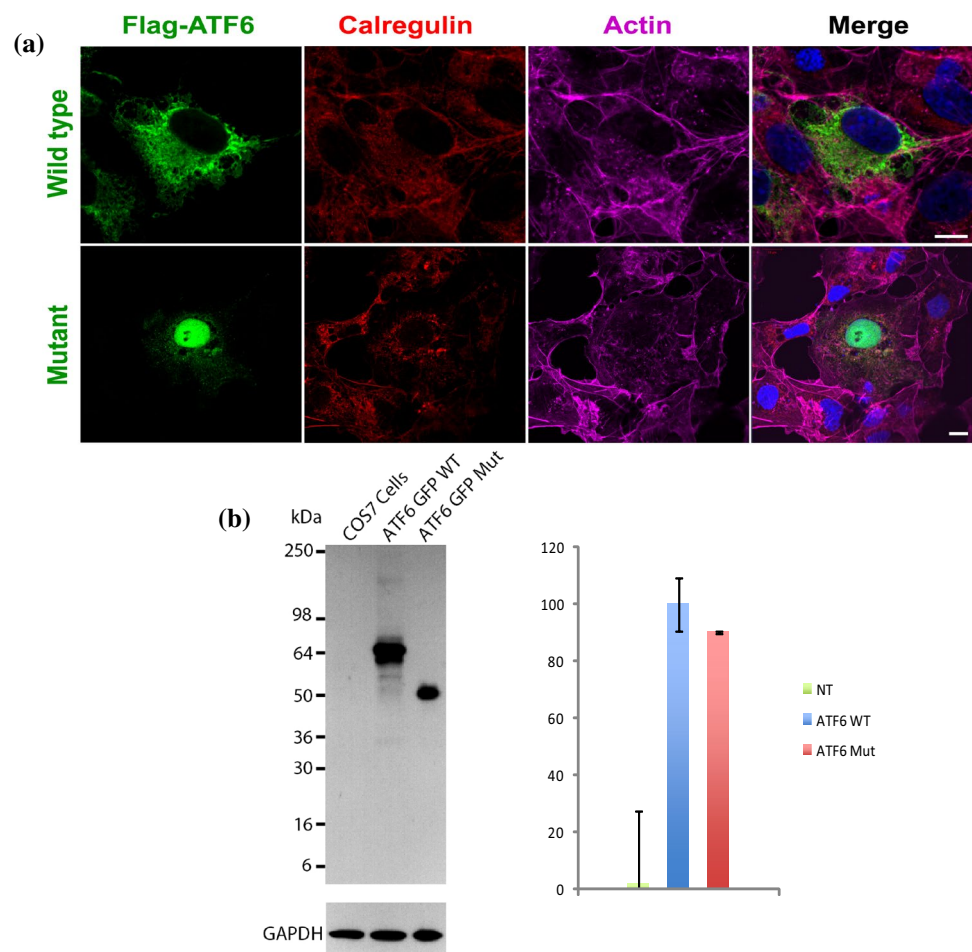 Flag-ATF6 Calregulin Actin Merge
(a)
Wild type
Mutant
(b)
kDa COS7 Cells ATF6 GFP WT ATF6 GFP Mut
250
98
64
50
36
30
16
6
GAPDH
120
100
80
60
40
20
0
NT
ATF6 WT
ATF6 Mut